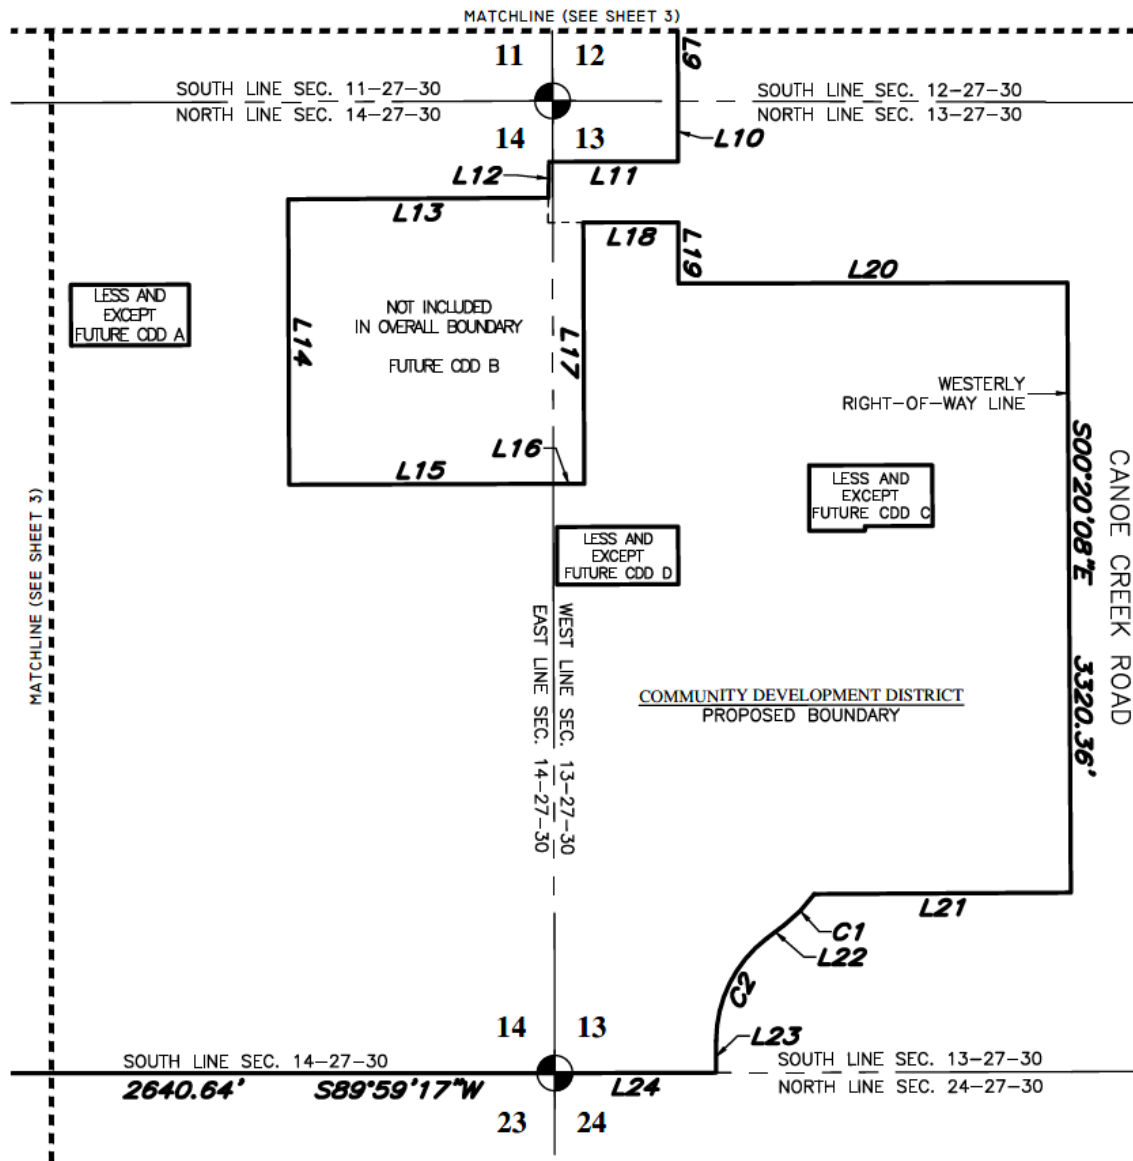 MATCHLINE (SEE SHEET 3)
11 12
L9
SOUTH LINE SEC. 11-27-30
NORTH LINE SEC. 14-27-30
SOUTH LINE SEC. 12-27-30
NORTH LINE SEC. 13-27-30
14 13
L10
L12
L11
L13
L18
L19
L20
LESS AND
EXCEPT
FUTURE CDD A
L14
NOT INCLUDED
IN OVERALL BOUNDARY
FUTURE CDD B
L17
WESTERLY
RIGHT-OF-WAY LINE
L16
L15
S00°20'08"E 3320.36'
CANOE CREEK ROAD
LESS AND
EXCEPT
FUTURE CDD C
MATCHLINE (SEE SHEET 3)
LESS AND
EXCEPT
FUTURE CDD D
WEST LINE SEC. 13-27-30
EAST LINE SEC. 14-27-30
COMMUNITY DEVELOPMENT DISTRICT
PROPOSED BOUNDARY
L21
C1
L22
C2
14 13
L23
SOUTH LINE SEC. 14-27-30
SOUTH LINE SEC. 13-27-30
2640.64' S89°59'17"W
L24
NORTH LINE SEC. 24-27-30
23 24